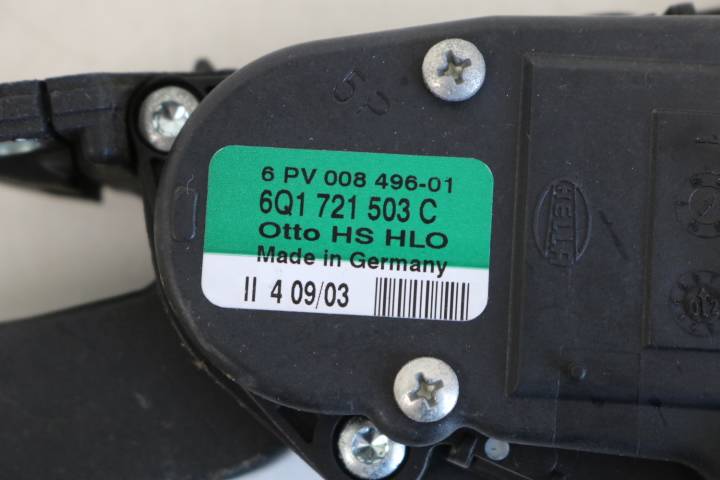 6 PV 008 496-01
6Q1 721 503 C
Otto HS HLO
Made in Germany
II 4 09/03
HELLA